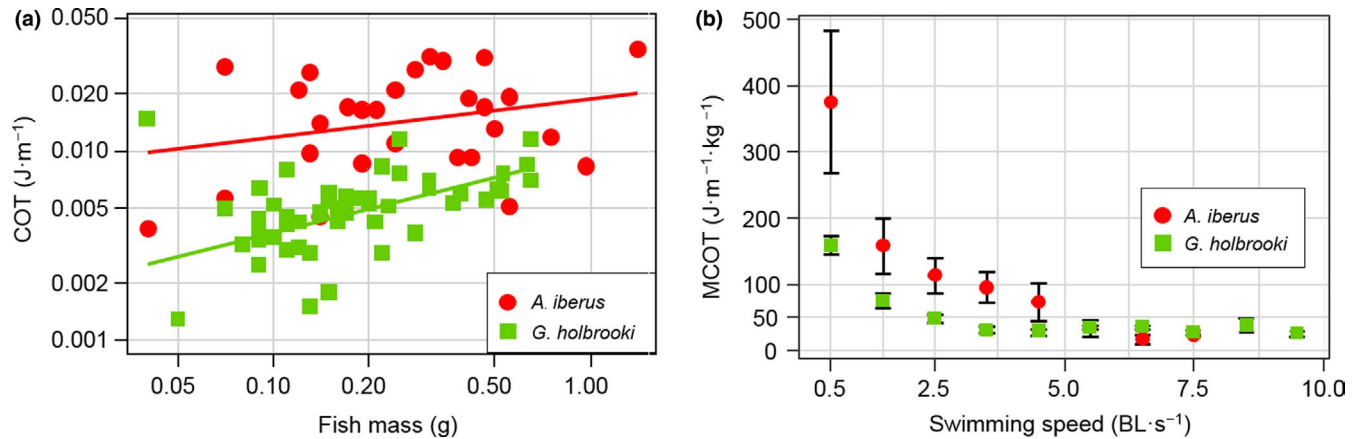 (a)
COT (J·m⁻¹)
0.050
0.020
0.010
0.005
0.002
0.001
0.05 0.10 0.20 0.50 1.00
Fish mass (g)
A. iberus
G. holbrooki
(b)
MCOT (J·m⁻¹·kg⁻¹)
500
400
300
200
100
50
0
0.5 2.5 5.0 7.5 10.0
Swimming speed (BL·s⁻¹)
A. iberus
G. holbrooki